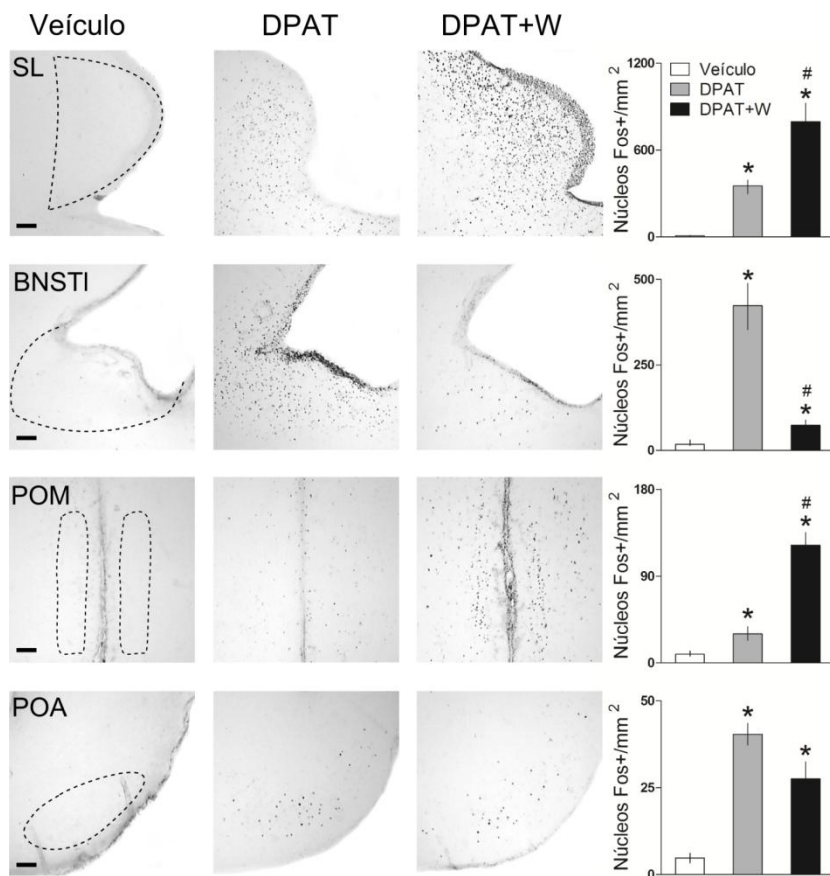 Veículo DPAT DPAT+W
SL
Núcleos Fos+/mm 2
1200
600
0
Veículo
DPAT
DPAT+W
*
#
*
BNSTl
Núcleos Fos+/mm 2
500
250
0
*
#
*
POM
Núcleos Fos+/mm 2
180
90
0
*
#
*
POA
Núcleos Fos+/mm 2
50
25
0
*
*